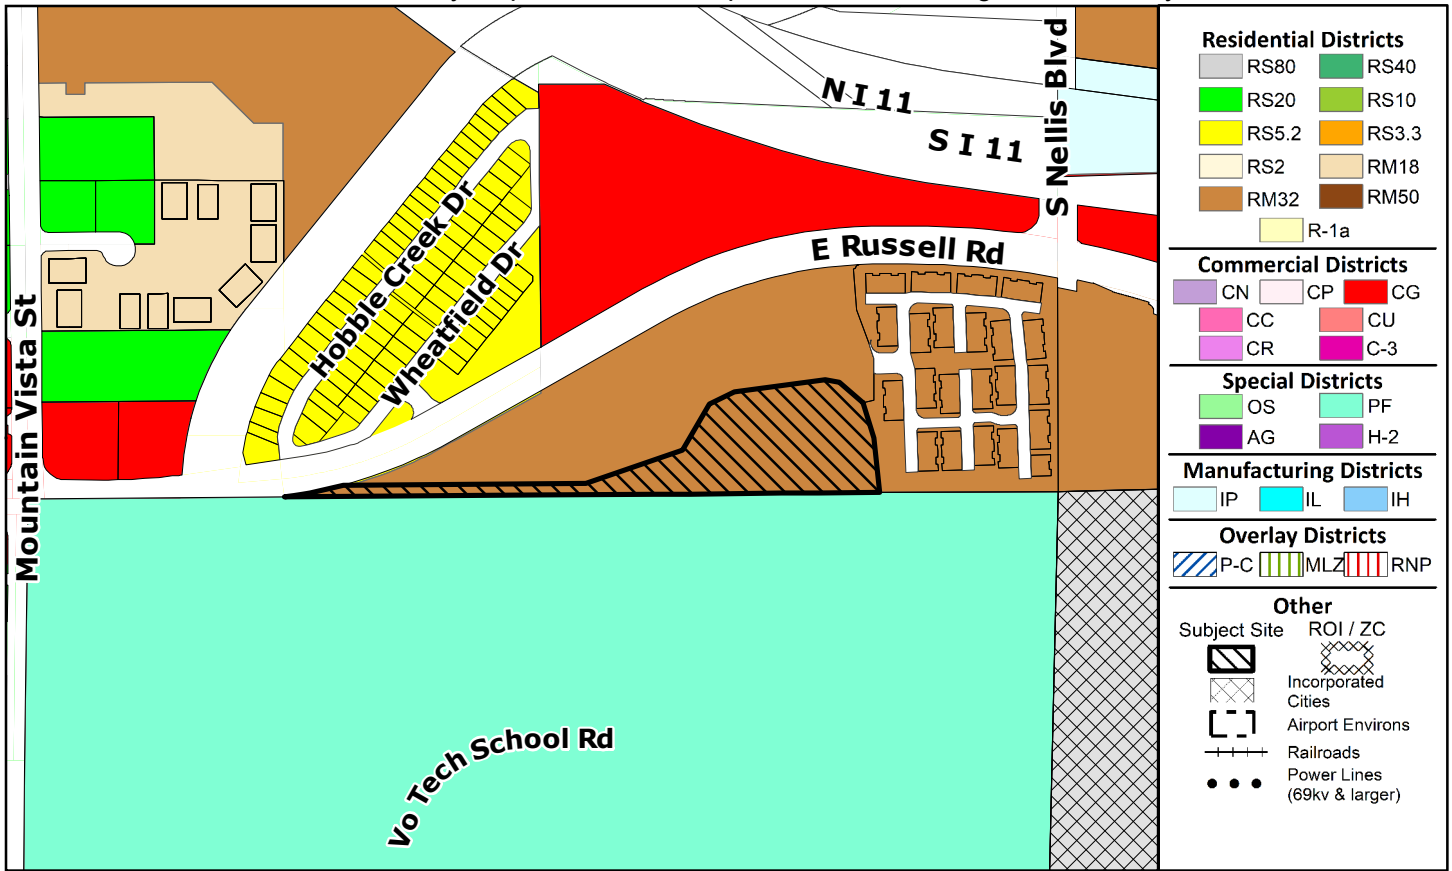 N I 11
S I 11
S Nellis Blvd
E Russell Rd
Hobble Creek Dr
Wheatfield Dr
Mountain Vista St
Vo Tech School Rd
Residential Districts
RS80 RS40
RS20 RS10
RS5.2 RS3.3
RS2 RM18
RM32 RM50
R-1a
Commercial Districts
CN CP CG
CC CU
CR C-3
Special Districts
OS PF
AG H-2
Manufacturing Districts
IP IL IH
Overlay Districts
P-C MLZ RNP
Other
Subject Site ROI / ZC
Incorporated
Cities
Airport Environs
Railroads
Power Lines
(69kv & larger)